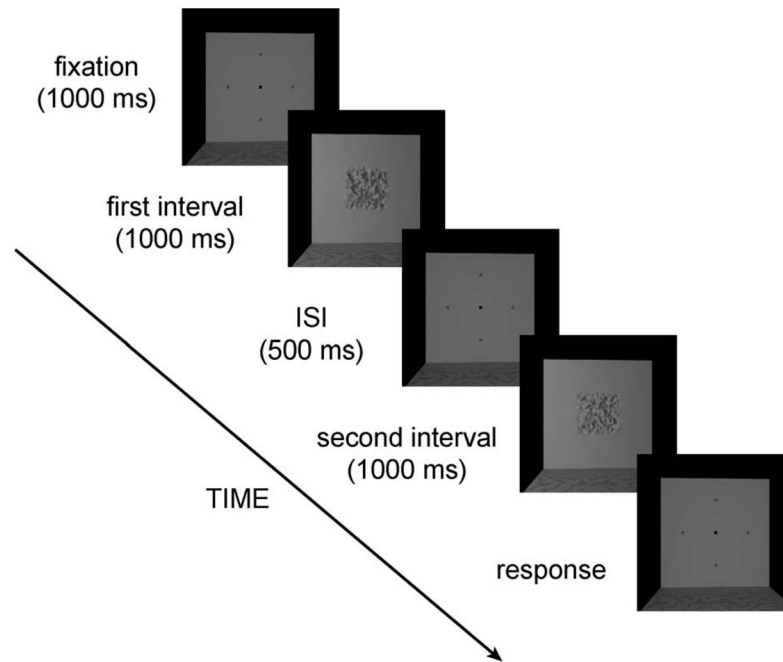 fixation
(1000 ms)
first interval
(1000 ms)
ISI
(500 ms)
second interval
(1000 ms)
TIME
response